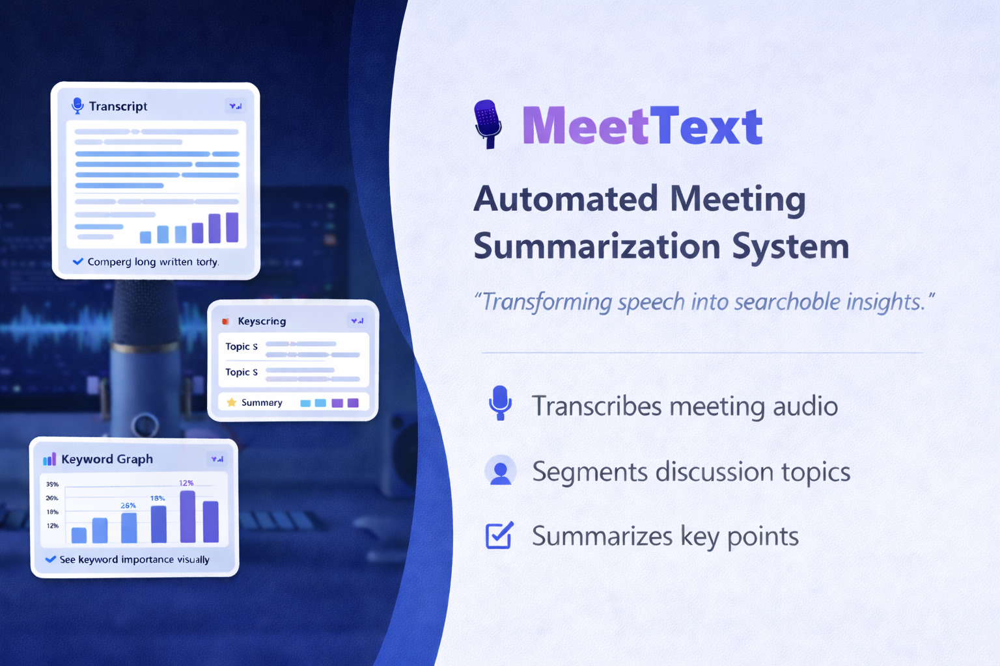 Transcript
Comperg long written torty.
Keyscring
Topic S
Topic S
Summery
Keyword Graph
39%
26%
18%
12%
26%
18%
12%
See keyword importance visually
MeetText
Automated Meeting
Summarization System
“Transforming speech into searchoble insights.”
Transcribes meeting audio
Segments discussion topics
Summarizes key points